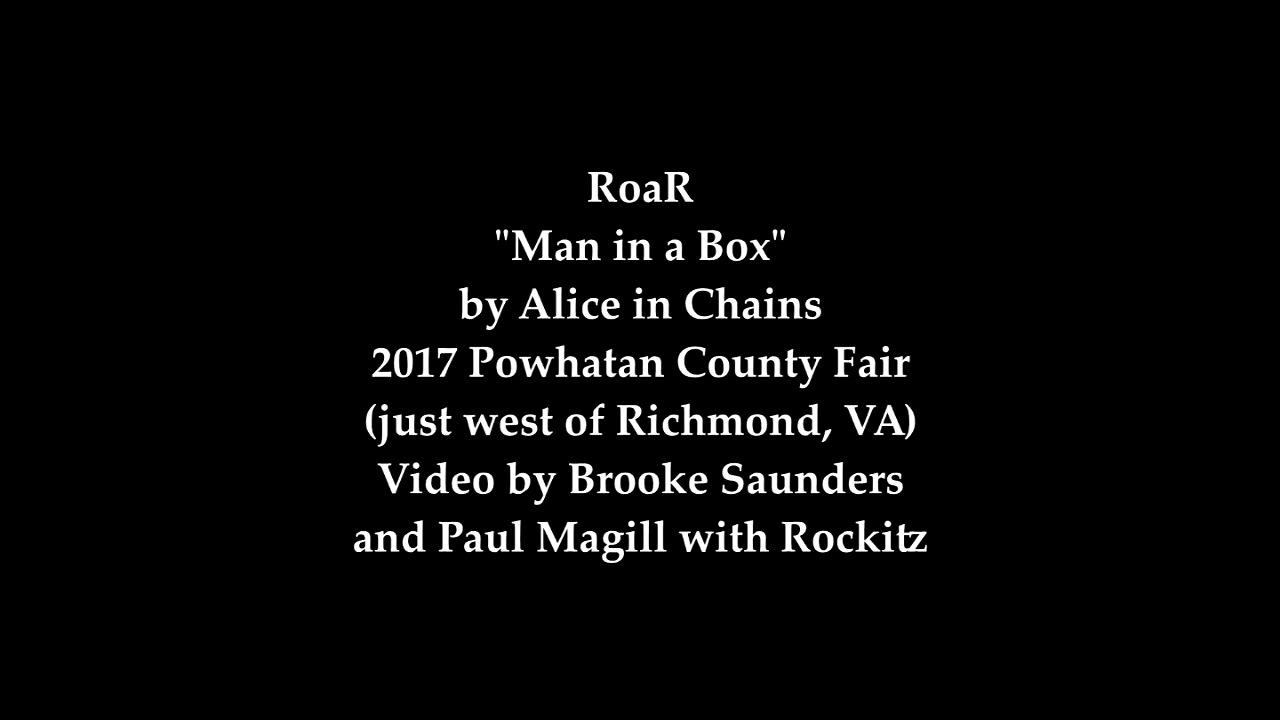 RoaR
"Man in a Box"
by Alice in Chains
2017 Powhatan County Fair
(just west of Richmond, VA)
Video by Brooke Saunders
and Paul Magill with Rockitz